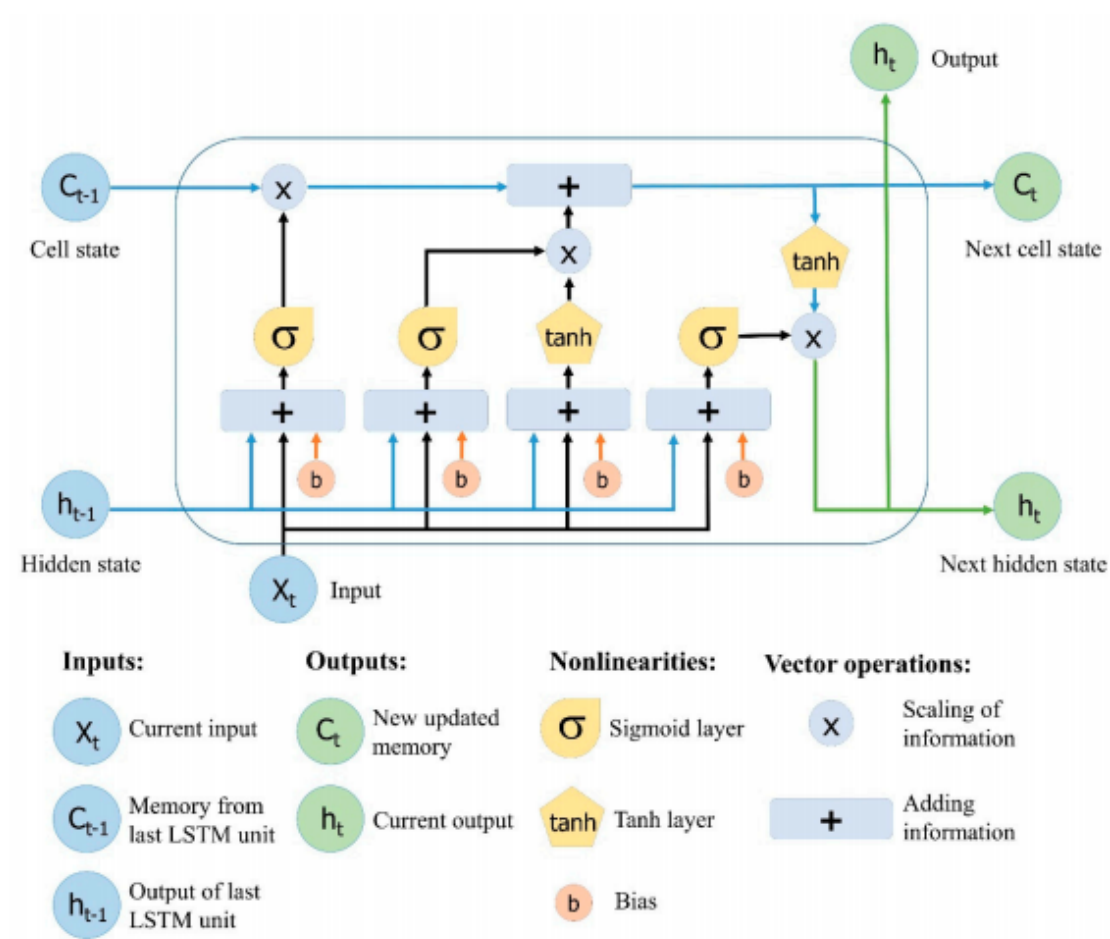 hₜ Output
Cₜ₋₁ x + Cₜ
Cell state Next cell state
x tanh
σ σ tanh σ x
+ + + +
b b b b
hₜ₋₁ hₜ
Hidden state Next hidden state
Xₜ Input
Inputs: Outputs: Nonlinearities: Vector operations:
Xₜ Current input
Cₜ₋₁ Memory from
last LSTM unit
hₜ₋₁ Output of last
LSTM unit
Cₜ New updated
memory
hₜ Current output
σ Sigmoid layer
tanh Tanh layer
b Bias
x Scaling of
information
+ Adding
information